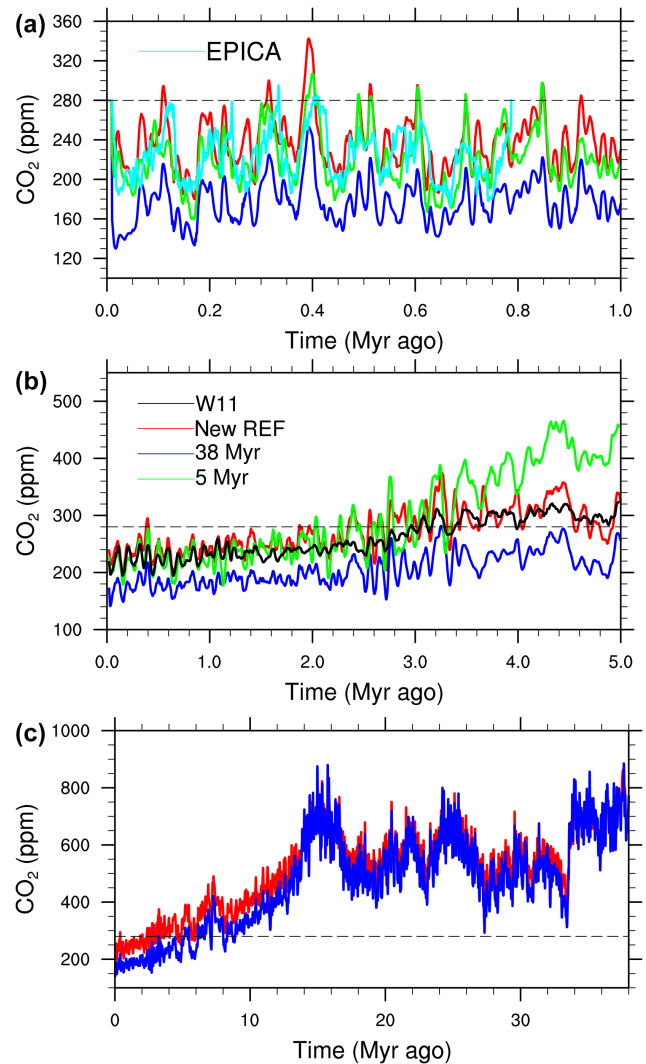 (a)
360
320
280
240
200
160
120
CO2 (ppm)
EPICA
0.0 0.2 0.4 0.6 0.8 1.0
Time (Myr ago)
(b)
500
400
300
200
100
CO2 (ppm)
W11
New REF
38 Myr
5 Myr
0.0 1.0 2.0 3.0 4.0 5.0
Time (Myr ago)
(c)
1000
800
600
400
200
CO2 (ppm)
0 10 20 30
Time (Myr ago)